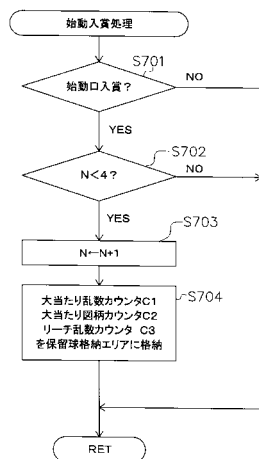 始動入賞処理
S701
始動口入賞？
NO
YES
S702
N<4？
NO
YES
S703
N←N+1
S704
大当たり乱数カウンタC1
大当たり図柄カウンタC2
リーチ乱数カウンタ C3
を保留球格納エリアに格納
RET